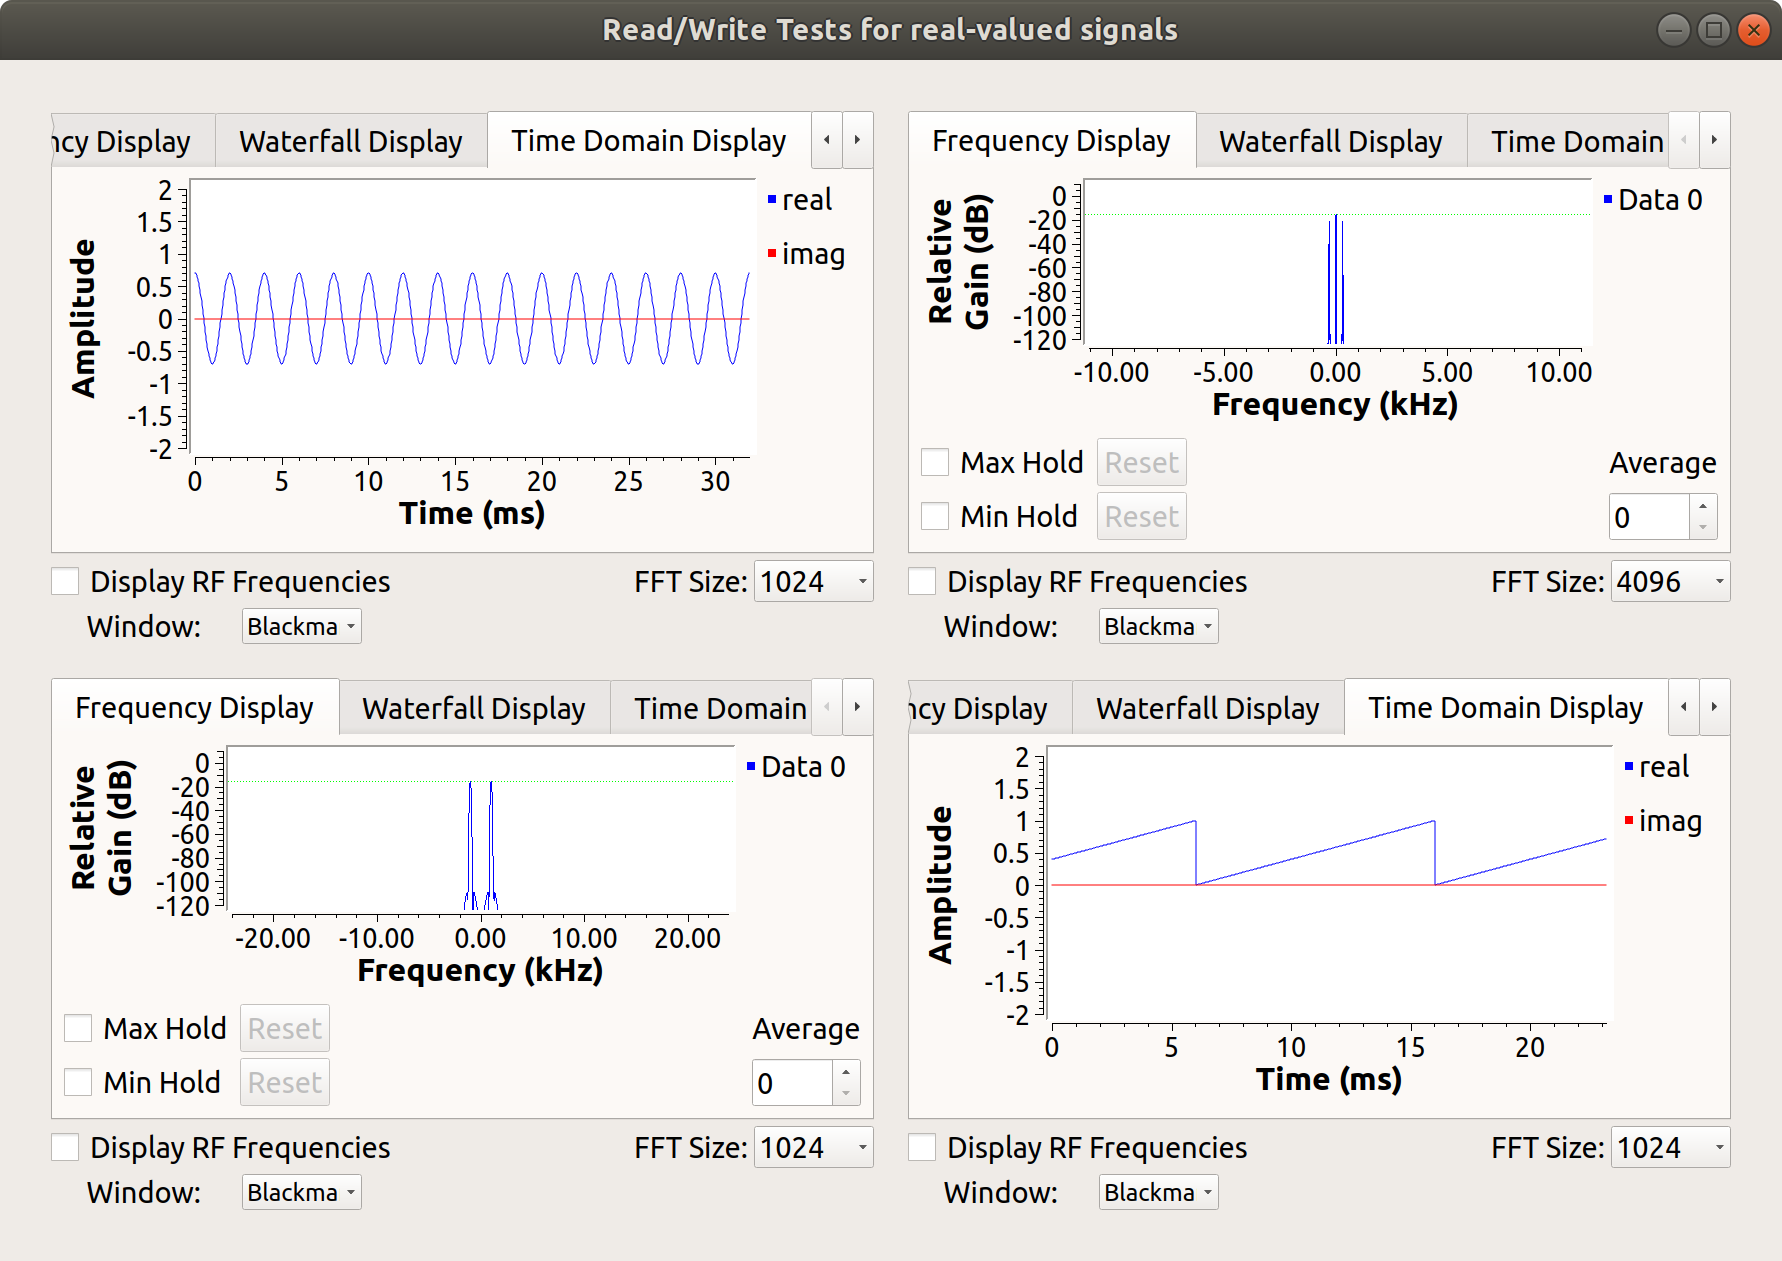 Read/Write Tests for real-valued signals
ncy Display Waterfall Display Time Domain Display
2
1.5
1
0.5
0
-0.5
-1
-1.5
-2
Amplitude
real
imag
0 5 10 15 20 25 30
Time (ms)
Display RF Frequencies FFT Size: 1024
Window: Blackma
Frequency Display Waterfall Display Time Domain
0
-20
-40
-60
-80
-100
-120
Relative
Gain (dB)
Data 0
-10.00 -5.00 0.00 5.00 10.00
Frequency (kHz)
Max Hold Reset Average
Min Hold Reset 0
Display RF Frequencies FFT Size: 4096
Window: Blackma
Frequency Display Waterfall Display Time Domain
0
-20
-40
-60
-80
-100
-120
Relative
Gain (dB)
Data 0
-20.00 -10.00 0.00 10.00 20.00
Frequency (kHz)
Max Hold Reset Average
Min Hold Reset 0
Display RF Frequencies FFT Size: 1024
Window: Blackma
ncy Display Waterfall Display Time Domain Display
2
1.5
1
0.5
0
-0.5
-1
-1.5
-2
Amplitude
real
imag
0 5 10 15 20
Time (ms)
Display RF Frequencies FFT Size: 1024
Window: Blackma